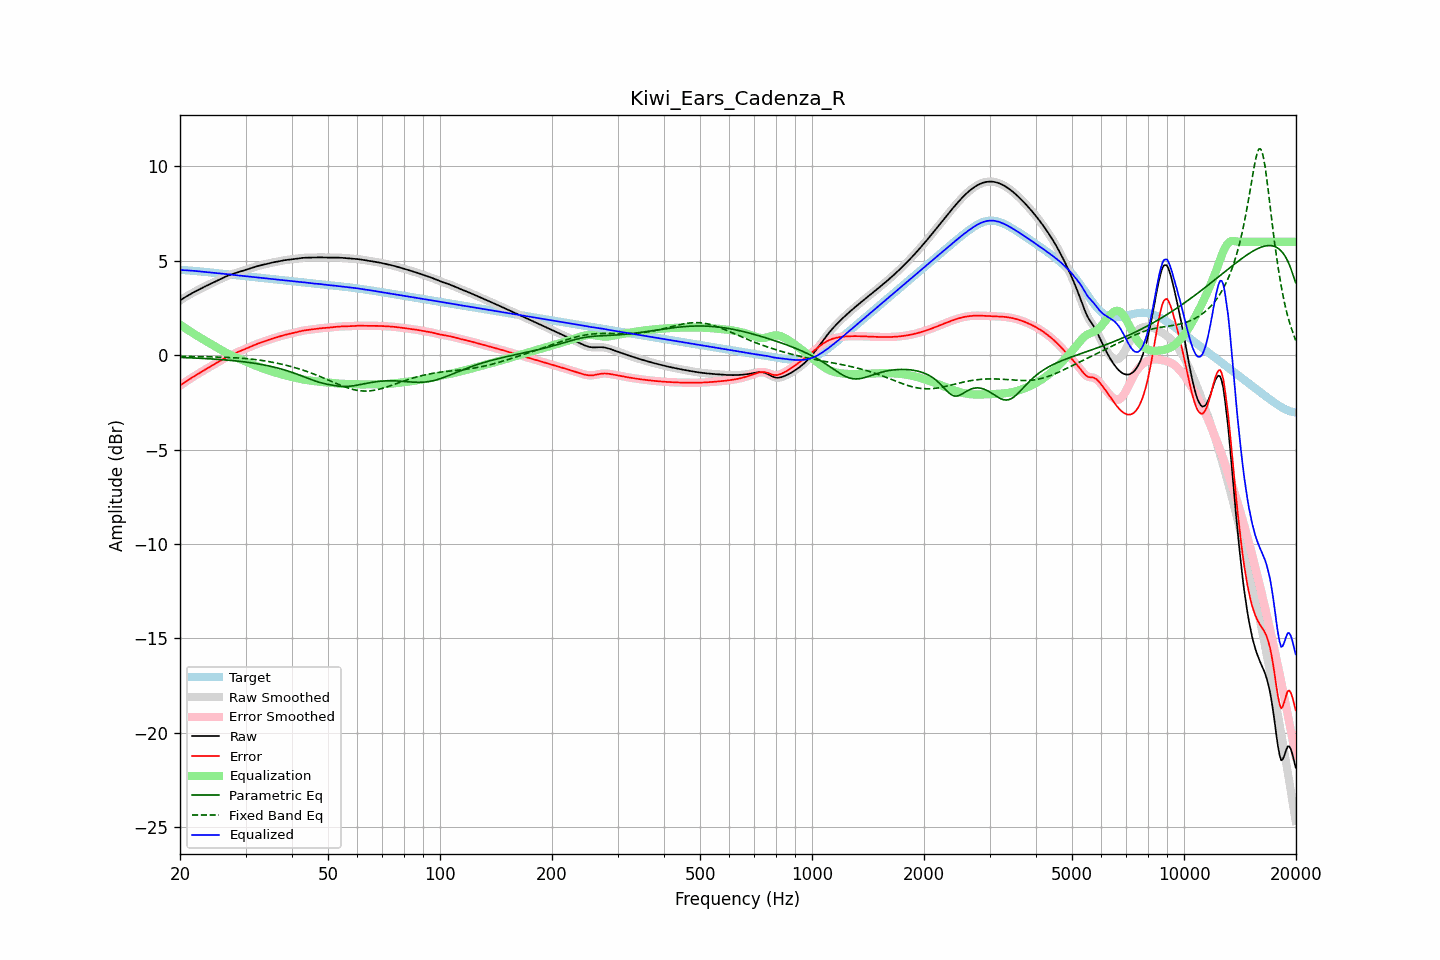 Kiwi_Ears_Cadenza_R
10
5
0
−5
−10
−15
−20
−25
Amplitude (dBr)
Target
Raw Smoothed
Error Smoothed
Raw
Error
Equalization
Parametric Eq
Fixed Band Eq
Equalized
20 50 100 200 500 1000 2000 5000 10000 20000
Frequency (Hz)